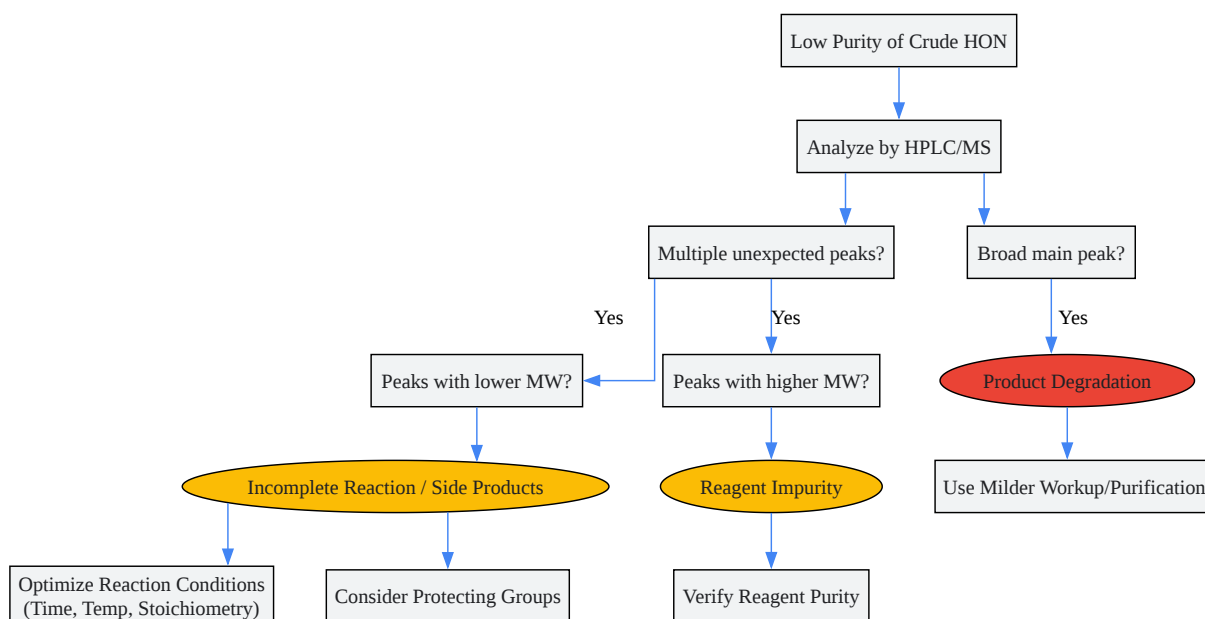 Low Purity of Crude HON
Analyze by HPLC/MS
Multiple unexpected peaks?
Broad main peak?
Yes
Yes
Yes
Peaks with lower MW?
Peaks with higher MW?
Product Degradation
Incomplete Reaction / Side Products
Reagent Impurity
Use Milder Workup/Purification
Optimize Reaction Conditions
(Time, Temp, Stoichiometry)
Consider Protecting Groups
Verify Reagent Purity